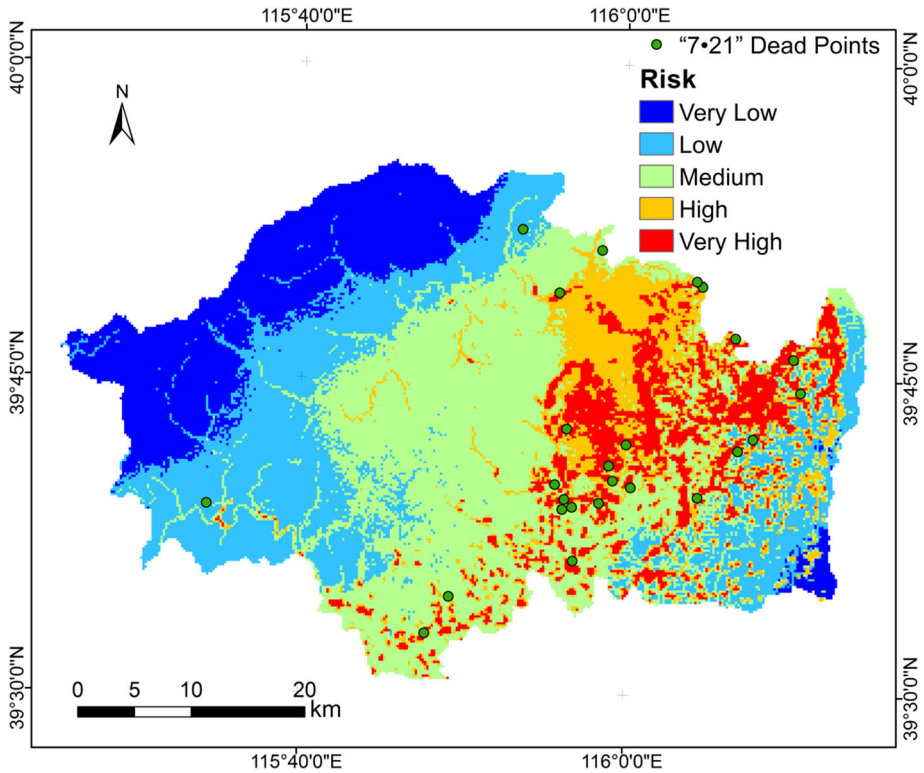 115°40'0"E 116°0'0"E
40°0'0"N
40°0'0"N
"7•21" Dead Points
Risk
Very Low
Low
Medium
High
Very High
N
39°45'0"N
39°45'0"N
39°30'0"N
39°30'0"N
0 5 10 20
km
115°40'0"E 116°0'0"E